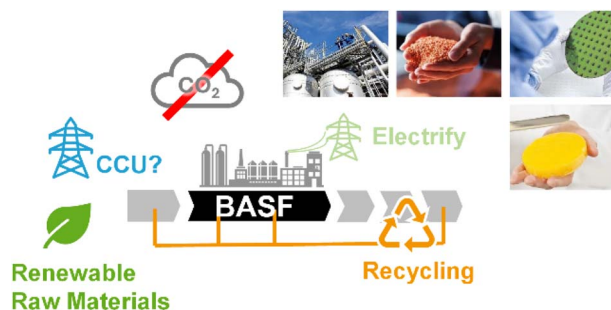 CO2
CCU?
Electrify
BASF
Renewable
Raw Materials
Recycling